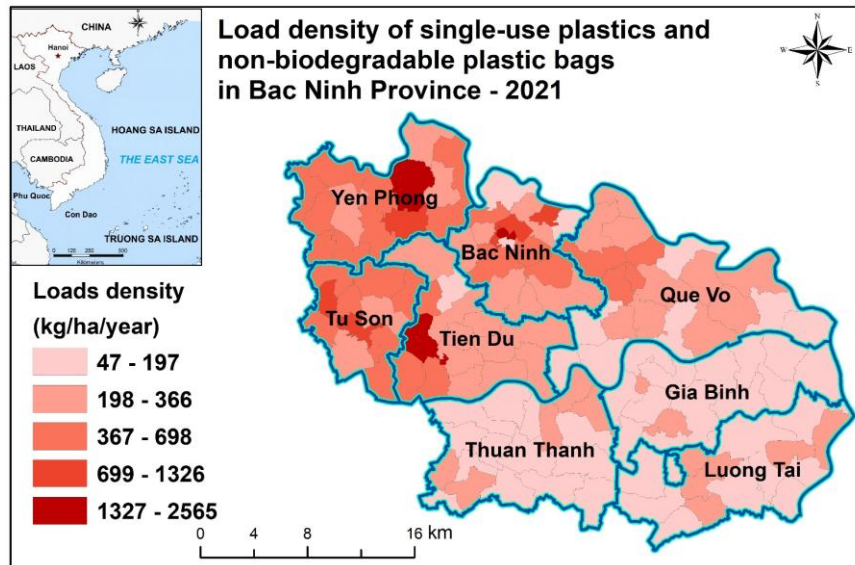 Load density of single-use plastics and
non-biodegradable plastic bags
in Bac Ninh Province - 2021
N
W
E
S
CHINA
Hanoi
LAOS
THAILAND
HOANG SA ISLAND
THE EAST SEA
CAMBODIA
Phu Quoc
Con Dao
TRUONG SA ISLAND
Kilometers
Yen Phong
Bac Ninh
Que Vo
Tu Son
Tien Du
Gia Binh
Thuan Thanh
Luong Tai
Loads density
(kg/ha/year)
47 - 197
198 - 366
367 - 698
699 - 1326
1327 - 2565
0 4 8 16 km